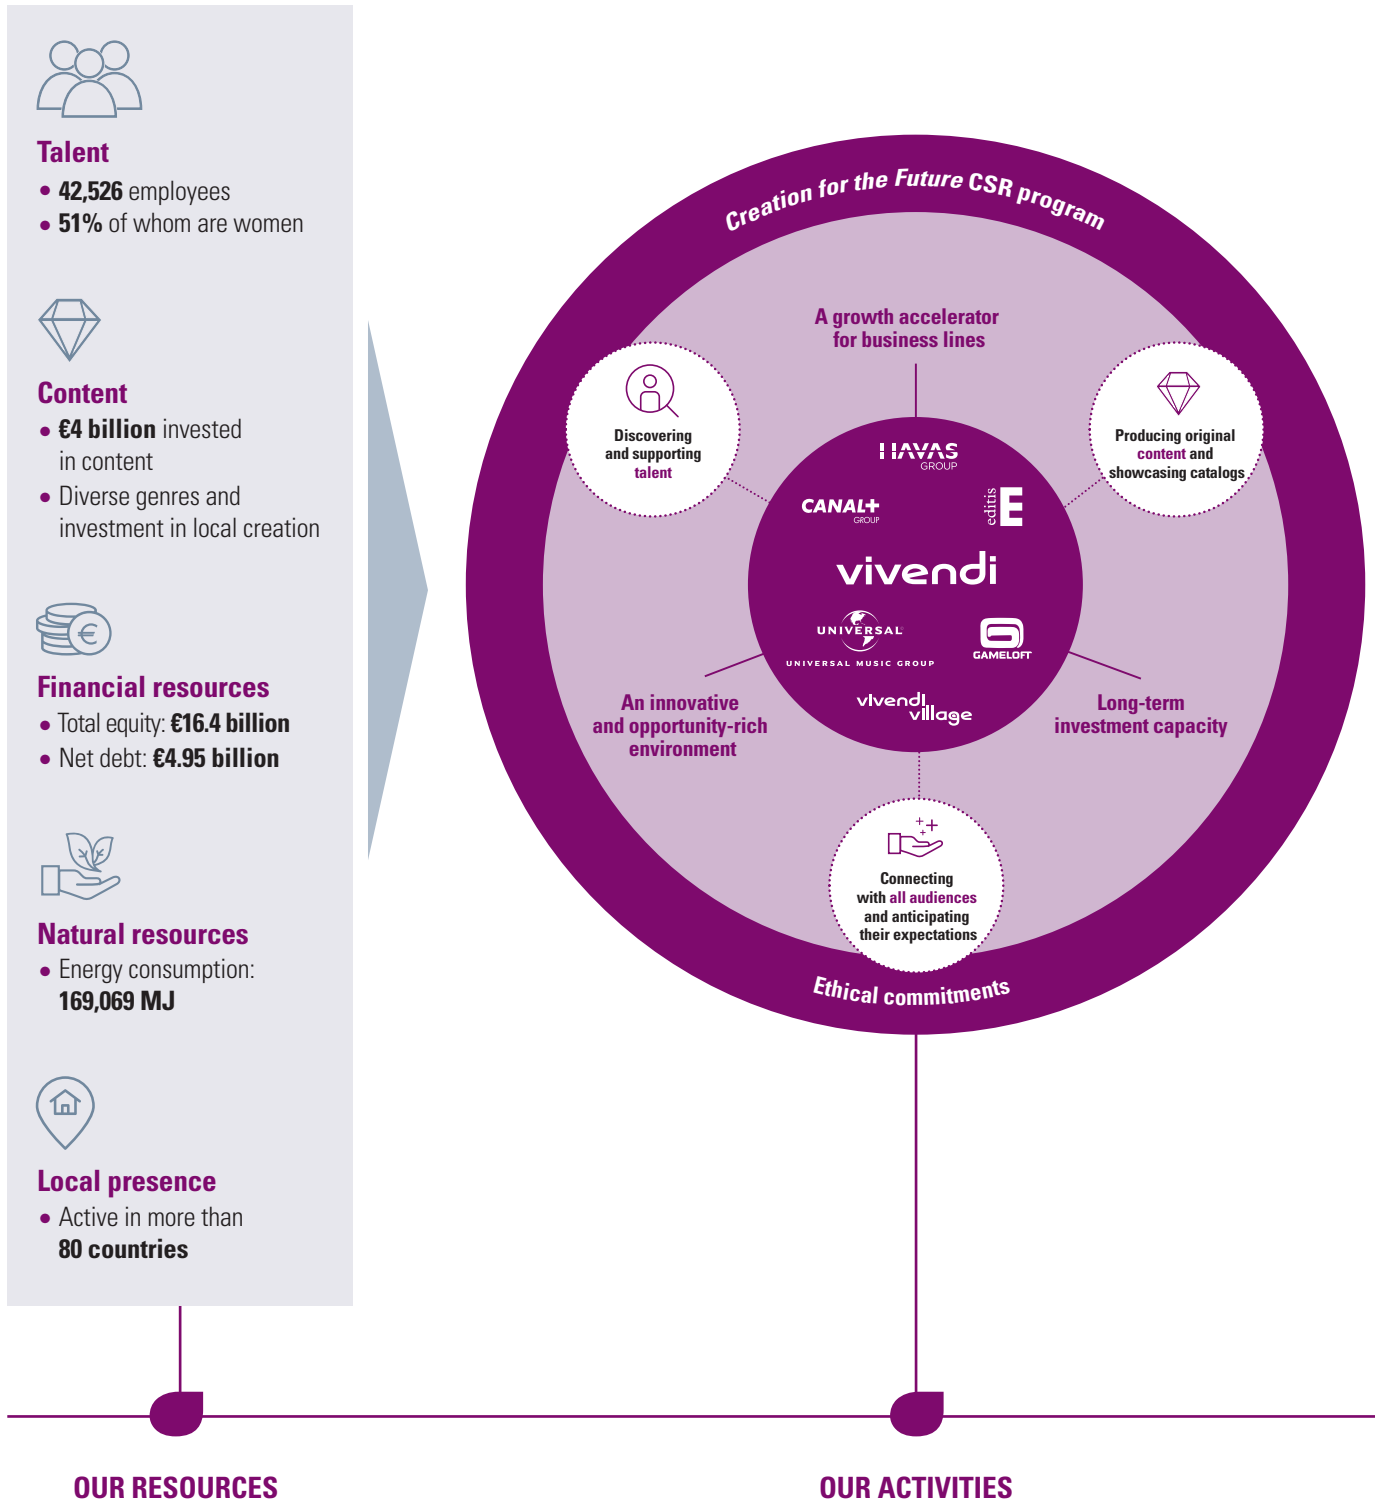 Talent
• 42,526 employees
• 51% of whom are women
Content
• €4 billion invested
in content
• Diverse genres and
investment in local creation
€
Financial resources
• Total equity: €16.4 billion
• Net debt: €4.95 billion
Natural resources
• Energy consumption:
169,069 MJ
Local presence
• Active in more than
80 countries
OUR RESOURCES
Creation for the Future CSR program
A growth accelerator
for business lines
Discovering
and supporting
talent
Producing original
content and
showcasing catalogs
HAVAS
GROUP
CANAL+
GROUP
editis
E
vivendi
UNIVERSAL
UNIVERSAL MUSIC GROUP
GAMELOFT
vivendi
village
An innovative
and opportunity-rich
environment
Long-term
investment capacity
Connecting
with all audiences
and anticipating
their expectations
Ethical commitments
OUR ACTIVITIES